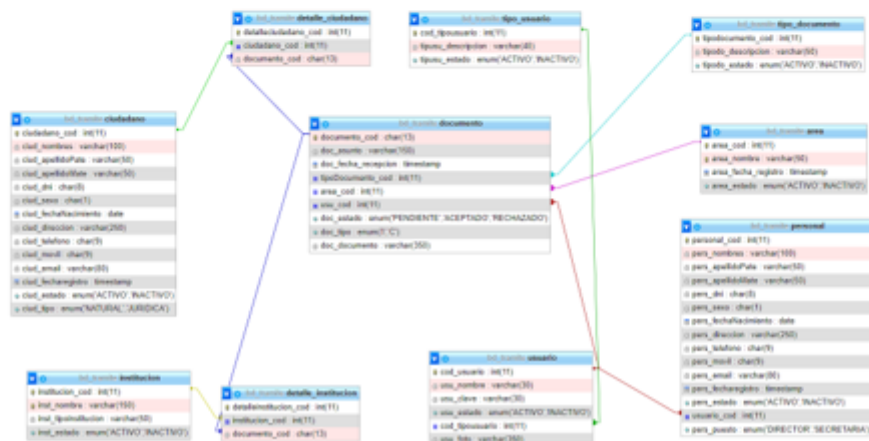 detalle_ciudadano
detalleciudadano_cod int(11)
ciudadano_cod int(11)
documento_cod char(13)
tipo_usuario
cod_tipousuario int(11)
tipusu_descripcion varchar(40)
tipusu_estado enum('ACTIVO','INACTIVO')
tipo_documento
tipodocumento_cod int(11)
tipodo_descripcion varchar(50)
tipodo_estado enum('ACTIVO','INACTIVO')
ciudadano
ciudadano_cod int(11)
ciud_nombres varchar(100)
ciud_apellidoPate varchar(50)
ciud_apellidoMate varchar(50)
ciud_dni char(8)
ciud_sexo char(1)
ciud_fechaNacimiento date
ciud_direccion varchar(250)
ciud_telefono char(9)
ciud_movil char(9)
ciud_email varchar(80)
ciud_fecharegistro timestamp
ciud_estado enum('ACTIVO','INACTIVO')
ciud_tipo enum('NATURAL','JURIDICA')
documento
documento_cod char(13)
doc_asunto varchar(150)
doc_fecha_recepcion timestamp
tipoDocumento_cod int(11)
area_cod int(11)
usu_cod int(11)
doc_estado enum('PENDIENTE','ACEPTADO','RECHAZADO')
doc_tipo enum('I','C')
doc_documento varchar(350)
area
area_cod int(11)
area_nombre varchar(50)
area_fecha_registro timestamp
area_estado enum('ACTIVO','INACTIVO')
personal
personal_cod int(11)
pers_nombres varchar(100)
pers_apellidoPate varchar(50)
pers_apellidoMate varchar(50)
pers_dni char(8)
pers_sexo char(1)
pers_fechaNacimiento date
pers_direccion varchar(250)
pers_telefono char(9)
pers_movil char(9)
pers_email varchar(80)
pers_fecharegistro timestamp
pers_estado enum('ACTIVO','INACTIVO')
usuario_cod int(11)
pers_puesto enum('DIRECTOR','SECRETARIA')
institucion
institucion_cod int(11)
inst_nombre varchar(150)
inst_tipoinstitucion varchar(50)
inst_estado enum('ACTIVO','INACTIVO')
detalle_institucion
detalleinstitucion_cod int(11)
institucion_cod int(11)
documento_cod char(13)
usuario
cod_usuario int(11)
usu_nombre varchar(30)
usu_clave varchar(30)
usu_estado enum('ACTIVO','INACTIVO')
cod_tipousuario int(11)
usu_foto varchar(350)